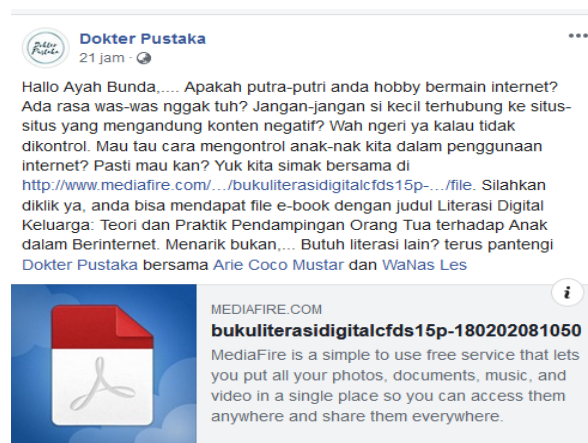 Dokter Pustaka
Dokter Pustaka
21 jam ·
Hallo Ayah Bunda,.... Apakah putra-putri anda hobby bermain internet?
Ada rasa was-was nggak tuh? Jangan-jangan si kecil terhubung ke situs-
situs yang mengandung konten negatif? Wah ngeri ya kalau tidak
dikontrol. Mau tau cara mengontrol anak-nak kita dalam penggunaan
internet? Pasti mau kan? Yuk kita simak bersama di
http://www.mediafire.com/…/bukuliterasidigitalcfds15p-…/file. Silahkan
diklik ya, anda bisa mendapat file e-book dengan judul Literasi Digital
Keluarga: Teori dan Praktik Pendampingan Orang Tua terhadap Anak
dalam Berinternet. Menarik bukan,... Butuh literasi lain? terus pantengi
Dokter Pustaka bersama Arie Coco Mustar dan WaNas Les
MEDIAFIRE.COM
bukuliterasidigitalcfds15p-180202081050
MediaFire is a simple to use free service that lets
you put all your photos, documents, music, and
video in a single place so you can access them
anywhere and share them everywhere.